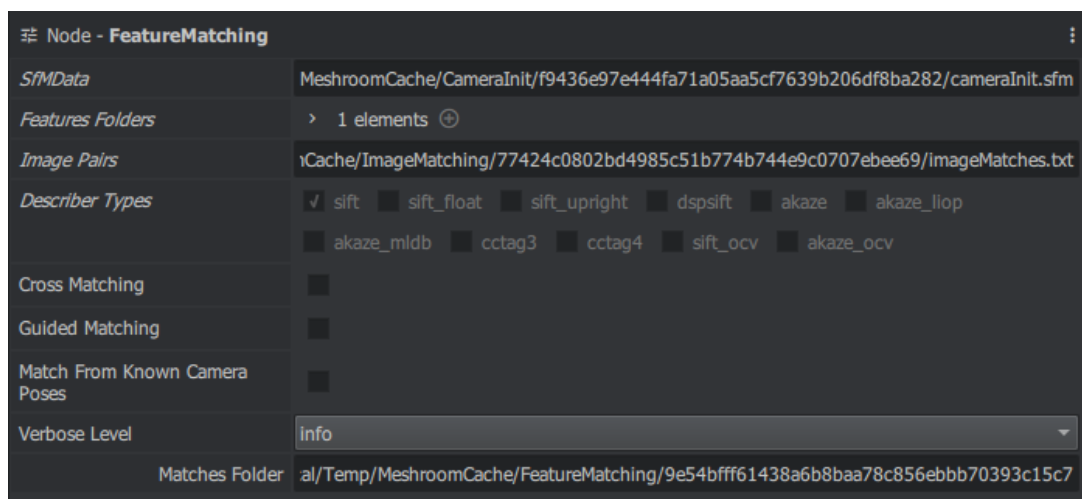 Node - FeatureMatching
SfMData MeshroomCache/CameraInit/f9436e97e444fa71a05aa5cf7639b206df8ba282/cameraInit.sfm
Features Folders 1 elements
Image Pairs nCache/ImageMatching/77424c0802bd4985c51b774b744e9c0707ebee69/imageMatches.txt
Describer Types sift sift_float sift_upright dspsift akaze akaze_liop
akaze_mldb cctag3 cctag4 sift_ocv akaze_ocv
Cross Matching
Guided Matching
Match From Known Camera
Poses
Verbose Level info
Matches Folder al/Temp/MeshroomCache/FeatureMatching/9e54bfff61438a6b8baa78c856ebbb70393c15c7